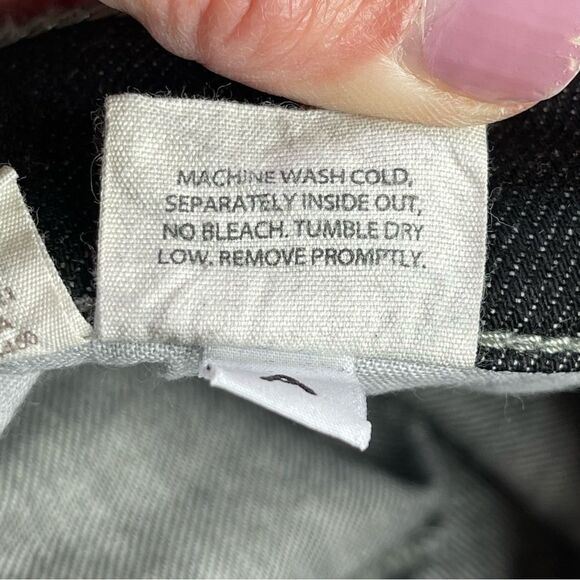 MACHINE WASH COLD,
SEPARATELY INSIDE OUT,
NO BLEACH. TUMBLE DRY
LOW. REMOVE PROMPTLY.